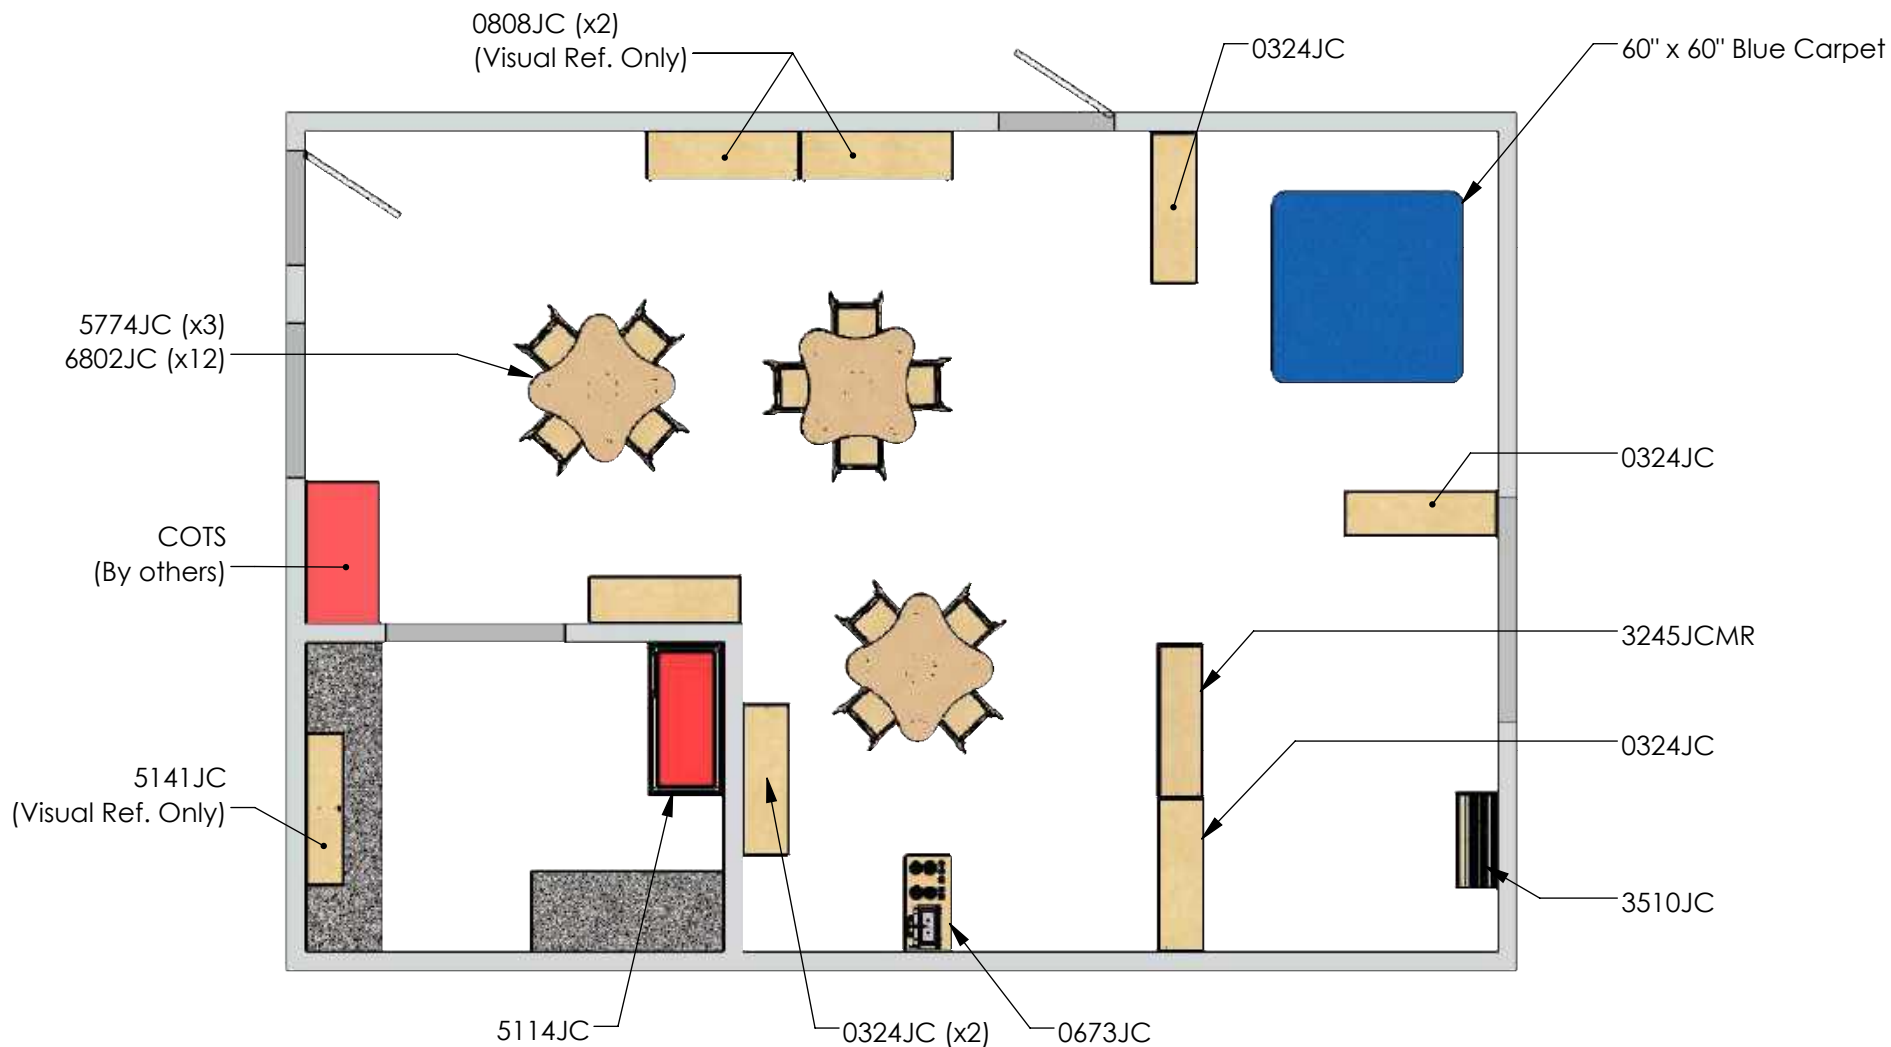 0808JC (x2)
(Visual Ref. Only)
0324JC
60" x 60" Blue Carpet
5774JC (x3)
6802JC (x12)
0324JC
COTS
(By others)
3245JCMR
0324JC
5141JC
(Visual Ref. Only)
3510JC
5114JC
0324JC (x2)
0673JC